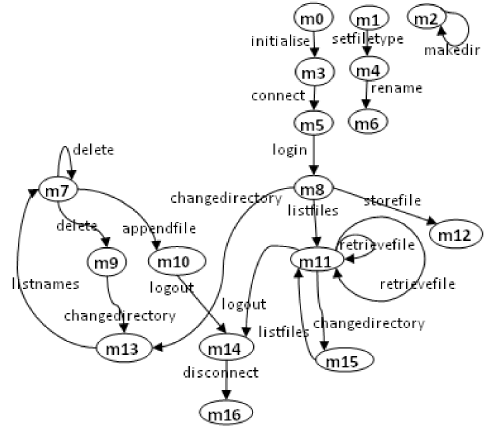 m0 m1 m2
initialise setfiletype
makedir
m3 m4
connect rename
m5 m6
login
delete
m7 changedirectory m8 storefile
listfiles
delete appendfile m12
retrievefile
m9 m10 m11
listnames logout retrievefile
logout
changedirectory listfiles changedirectory
m13 m14 m15
disconnect
m16